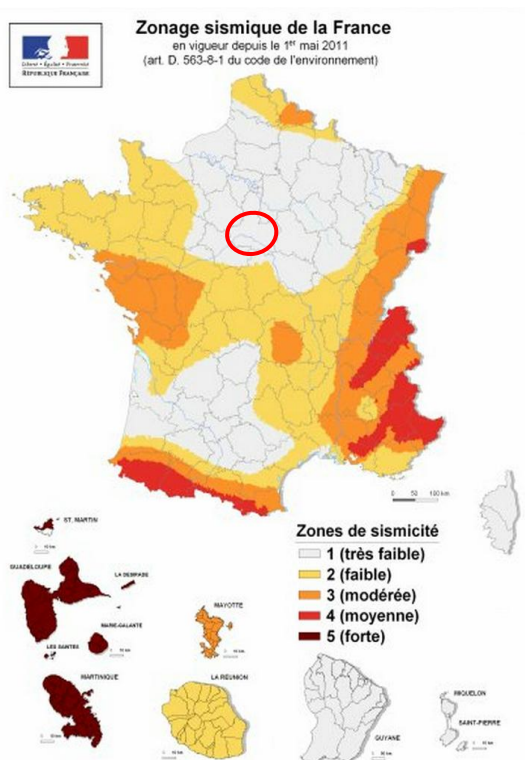 Zonage sismique de la France
en vigueur depuis le 1er mai 2011
(art. D. 563-8-1 du code de l'environnement)
Liberté • Égalité • Fraternité
RÉPUBLIQUE FRANÇAISE
0 50 100 km
ST. MARTIN
GUADELOUPE
LA DÉSIRADE
MARIE-GALANTE
LES SAINTES
MARTINIQUE
MAYOTTE
LA RÉUNION
Zones de sismicité
1 (très faible)
2 (faible)
3 (modérée)
4 (moyenne)
5 (forte)
GUYANE
MIQUELON
SAINT-PIERRE